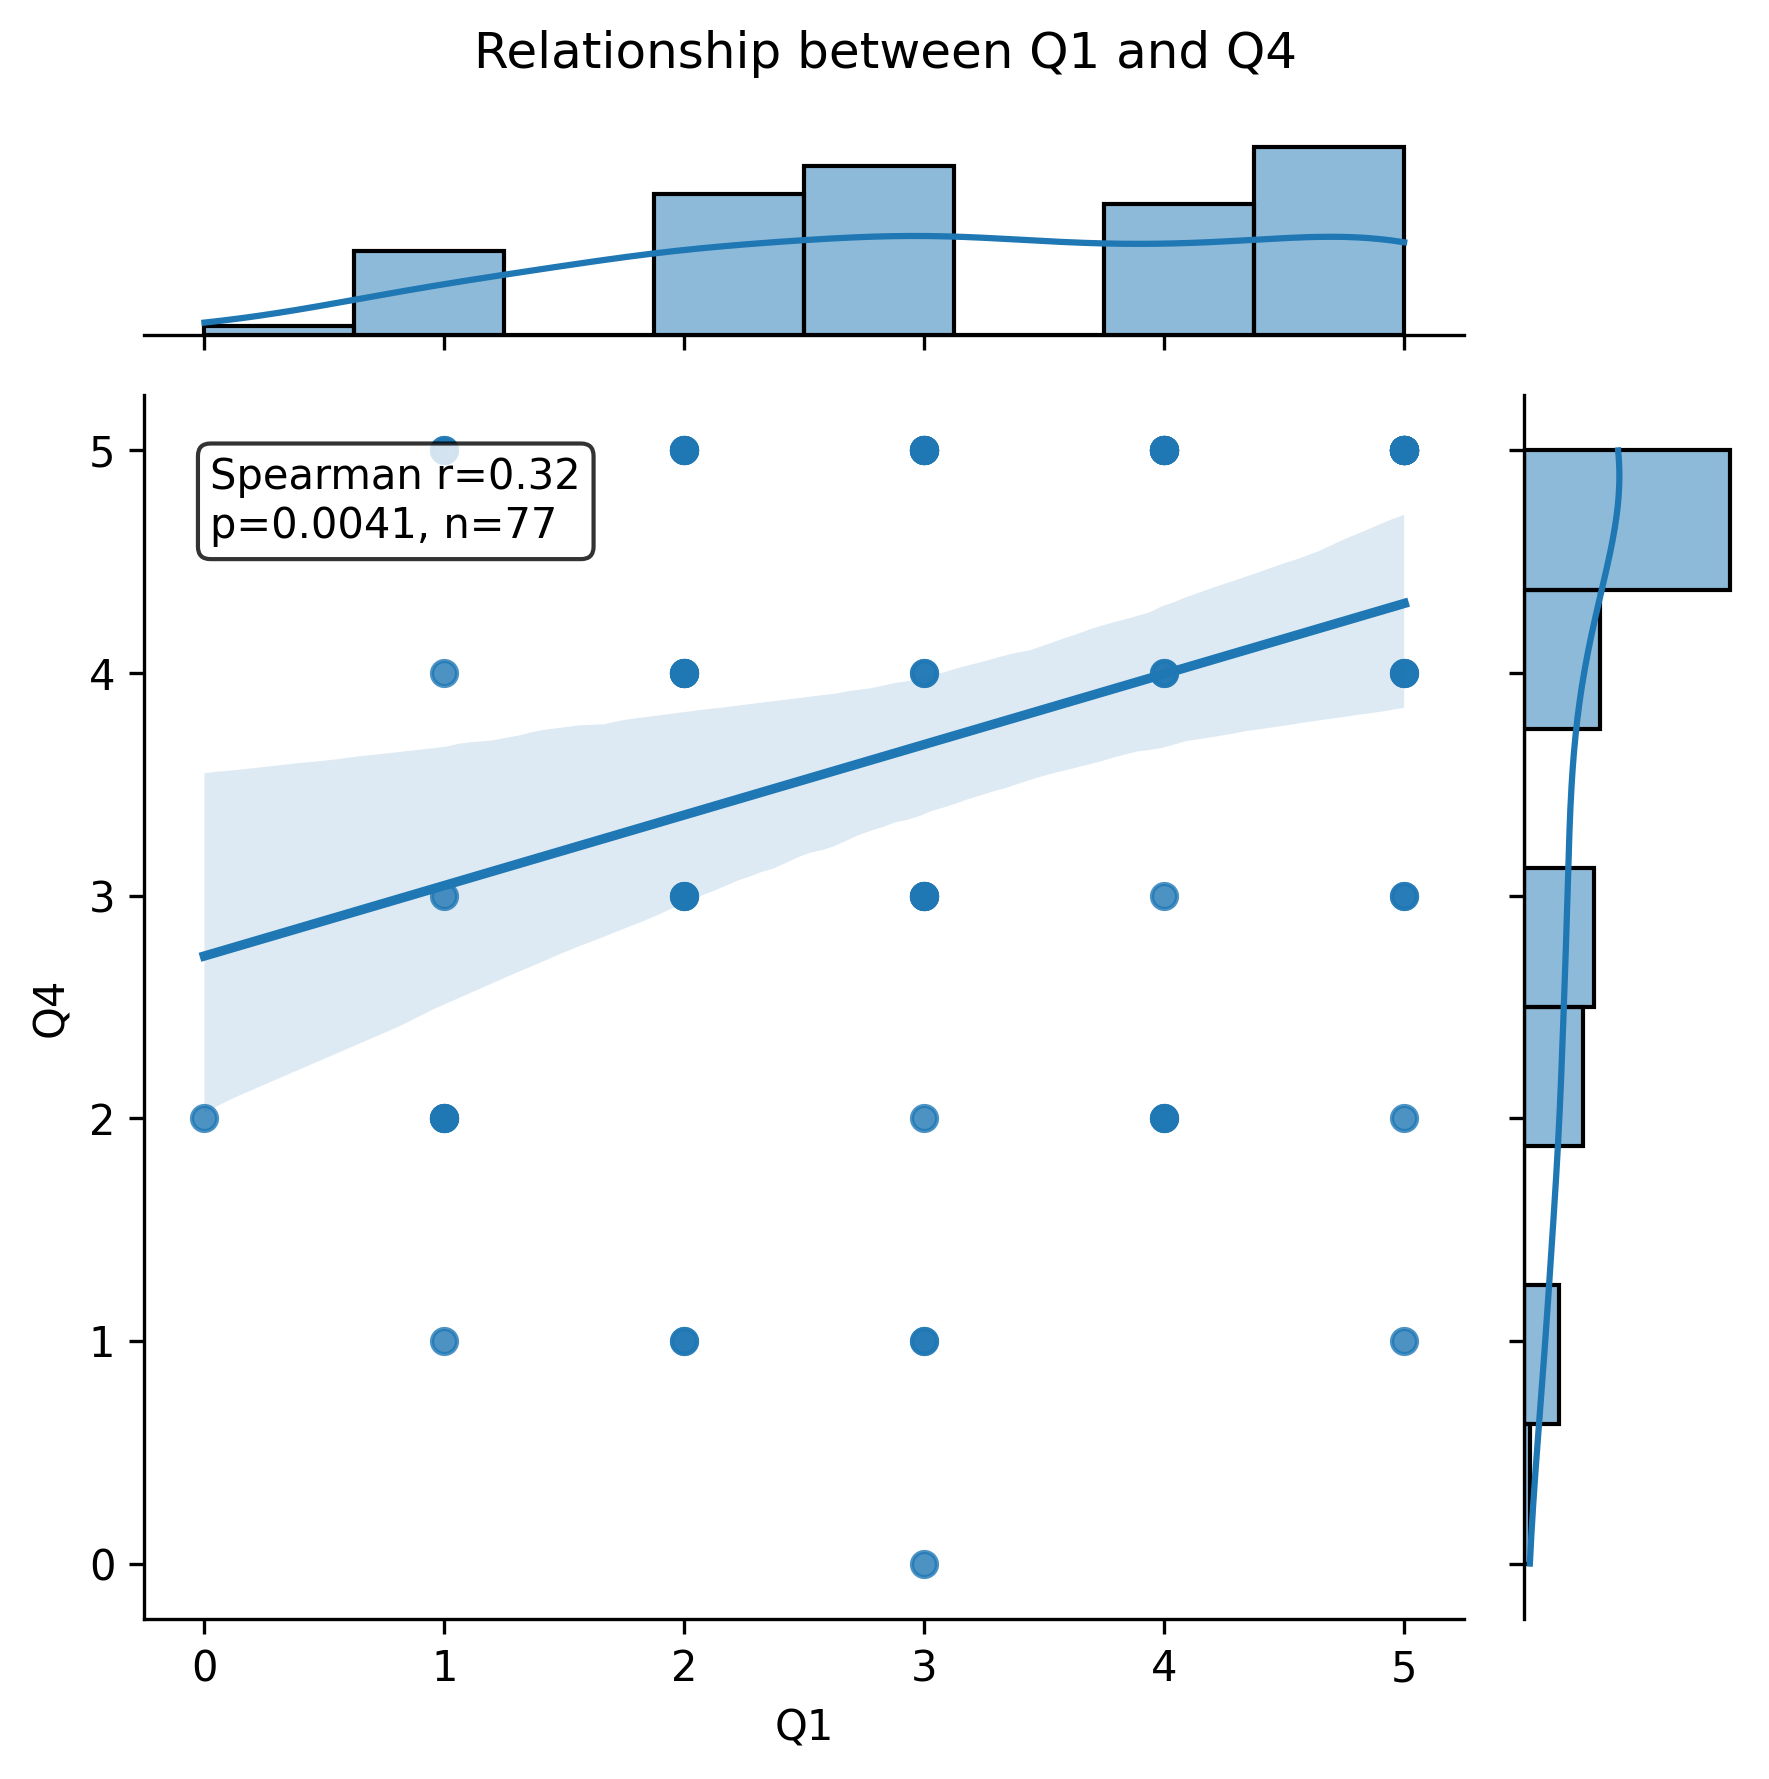 Relationship between Q1 and Q4
Spearman r=0.32
p=0.0041, n=77
5
4
3
2
1
0
Q4
0 1 2 3 4 5
Q1